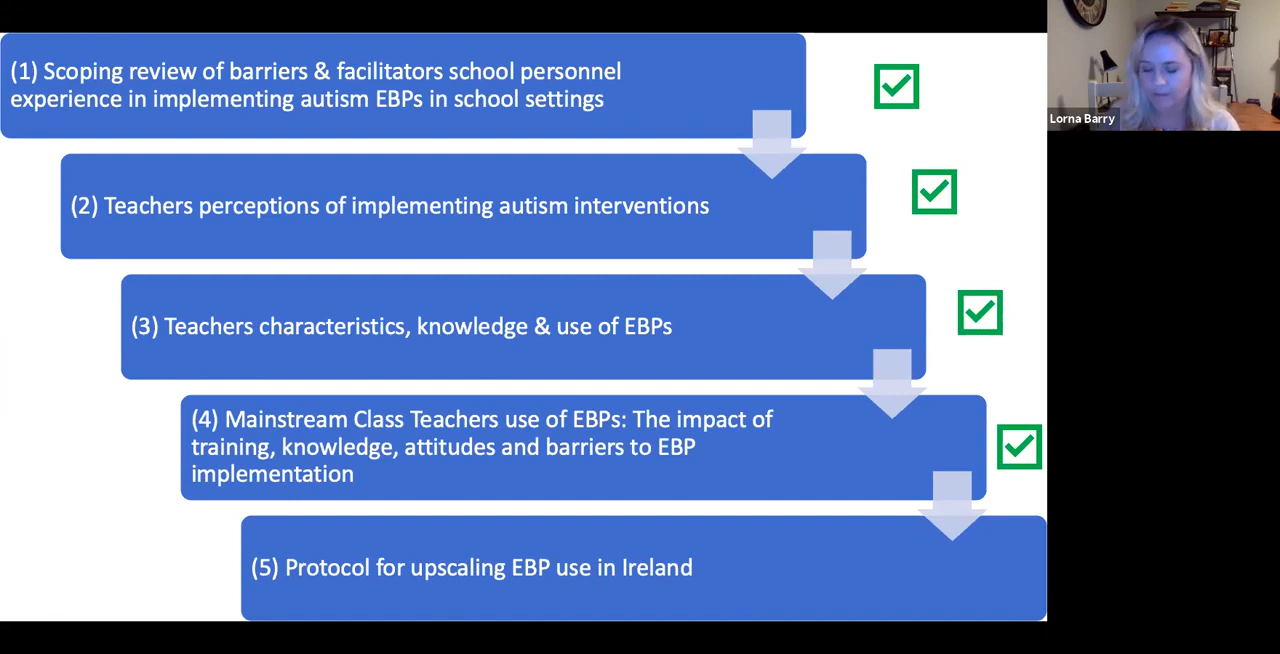 (1) Scoping review of barriers & facilitators school personnel
experience in implementing autism EBPs in school settings
Lorna Barry
(2) Teachers perceptions of implementing autism interventions
(3) Teachers characteristics, knowledge & use of EBPs
(4) Mainstream Class Teachers use of EBPs: The impact of
training, knowledge, attitudes and barriers to EBP
implementation
(5) Protocol for upscaling EBP use in Ireland